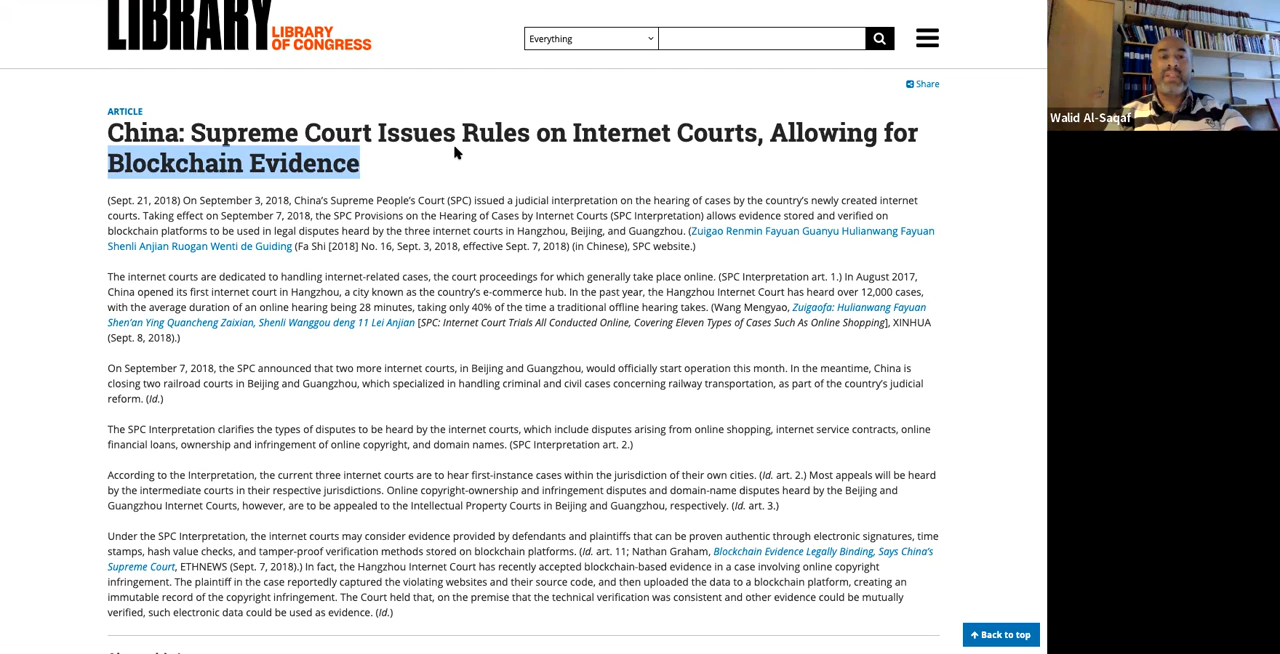 LIBRARY
LIBRARY
OF CONGRESS
Everything
Share
Walid Al-Saqaf
ARTICLE
China: Supreme Court Issues Rules on Internet Courts, Allowing for
Blockchain Evidence
(Sept. 21, 2018) On September 3, 2018, China’s Supreme People’s Court (SPC) issued a judicial interpretation on the hearing of cases by the country’s newly created internet
courts. Taking effect on September 7, 2018, the SPC Provisions on the Hearing of Cases by Internet Courts (SPC Interpretation) allows evidence stored and verified on
blockchain platforms to be used in legal disputes heard by the three internet courts in Hangzhou, Beijing, and Guangzhou. (Zuigao Renmin Fayuan Guanyu Hulianwang Fayuan
Shenli Anjian Ruogan Wenti de Guiding (Fa Shi [2018] No. 16, Sept. 3, 2018, effective Sept. 7, 2018) (in Chinese), SPC website.)
The internet courts are dedicated to handling internet-related cases, the court proceedings for which generally take place online. (SPC Interpretation art. 1.) In August 2017,
China opened its first internet court in Hangzhou, a city known as the country’s e-commerce hub. In the past year, the Hangzhou Internet Court has heard over 12,000 cases,
with the average duration of an online hearing being 28 minutes, taking only 40% of the time a traditional offline hearing takes. (Wang Mengyao, Zuigaofa: Hulianwang Fayuan
Shen’an Ying Quancheng Zaixian, Shenli Wanggou deng 11 Lei Anjian [SPC: Internet Court Trials All Conducted Online, Covering Eleven Types of Cases Such As Online Shopping], XINHUA
(Sept. 8, 2018).)
On September 7, 2018, the SPC announced that two more internet courts, in Beijing and Guangzhou, would officially start operation this month. In the meantime, China is
closing two railroad courts in Beijing and Guangzhou, which specialized in handling criminal and civil cases concerning railway transportation, as part of the country’s judicial
reform. (Id.)
The SPC Interpretation clarifies the types of disputes to be heard by the internet courts, which include disputes arising from online shopping, internet service contracts, online
financial loans, ownership and infringement of online copyright, and domain names. (SPC Interpretation art. 2.)
According to the Interpretation, the current three internet courts are to hear first-instance cases within the jurisdiction of their own cities. (Id. art. 2.) Most appeals will be heard
by the intermediate courts in their respective jurisdictions. Online copyright-ownership and infringement disputes and domain-name disputes heard by the Beijing and
Guangzhou Internet Courts, however, are to be appealed to the Intellectual Property Courts in Beijing and Guangzhou, respectively. (Id. art. 3.)
Under the SPC Interpretation, the internet courts may consider evidence provided by defendants and plaintiffs that can be proven authentic through electronic signatures, time
stamps, hash value checks, and tamper-proof verification methods stored on blockchain platforms. (Id. art. 11; Nathan Graham, Blockchain Evidence Legally Binding, Says China’s
Supreme Court, ETHNEWS (Sept. 7, 2018).) In fact, the Hangzhou Internet Court has recently accepted blockchain-based evidence in a case involving online copyright
infringement. The plaintiff in the case reportedly captured the violating websites and their source code, and then uploaded the data to a blockchain platform, creating an
immutable record of the copyright infringement. The Court held that, on the premise that the technical verification was consistent and other evidence could be mutually
verified, such electronic data could be used as evidence. (Id.)
Back to top